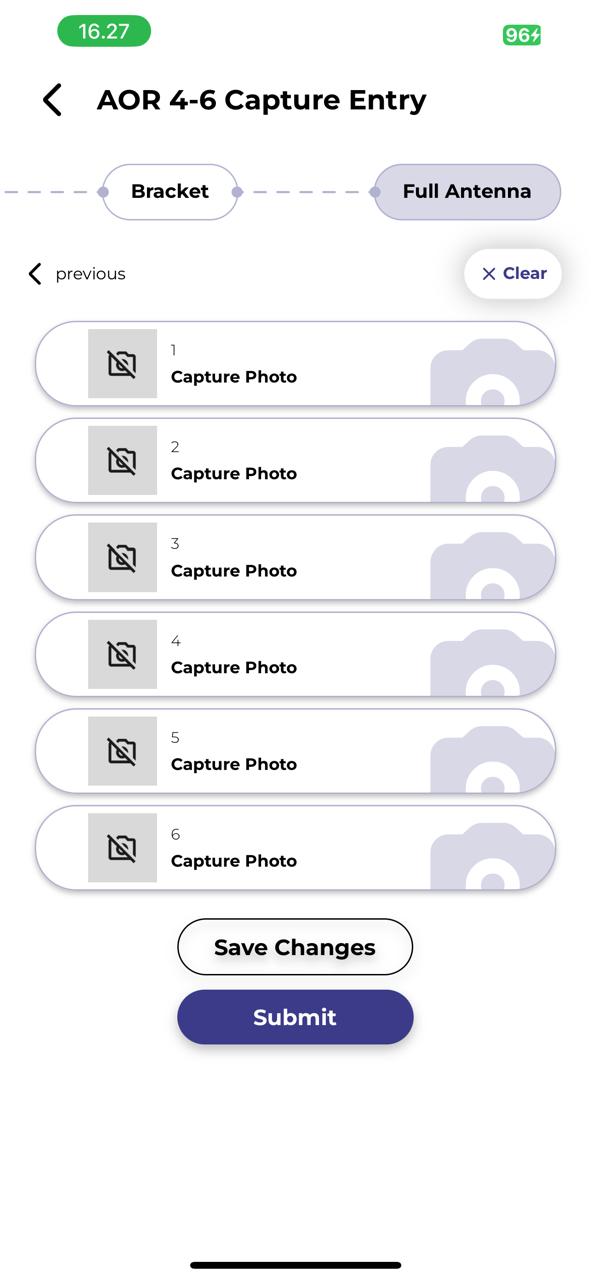 16.27
96
AOR 4-6 Capture Entry
Bracket
Full Antenna
previous
Clear
1
Capture Photo
2
Capture Photo
3
Capture Photo
4
Capture Photo
5
Capture Photo
6
Capture Photo
Save Changes
Submit